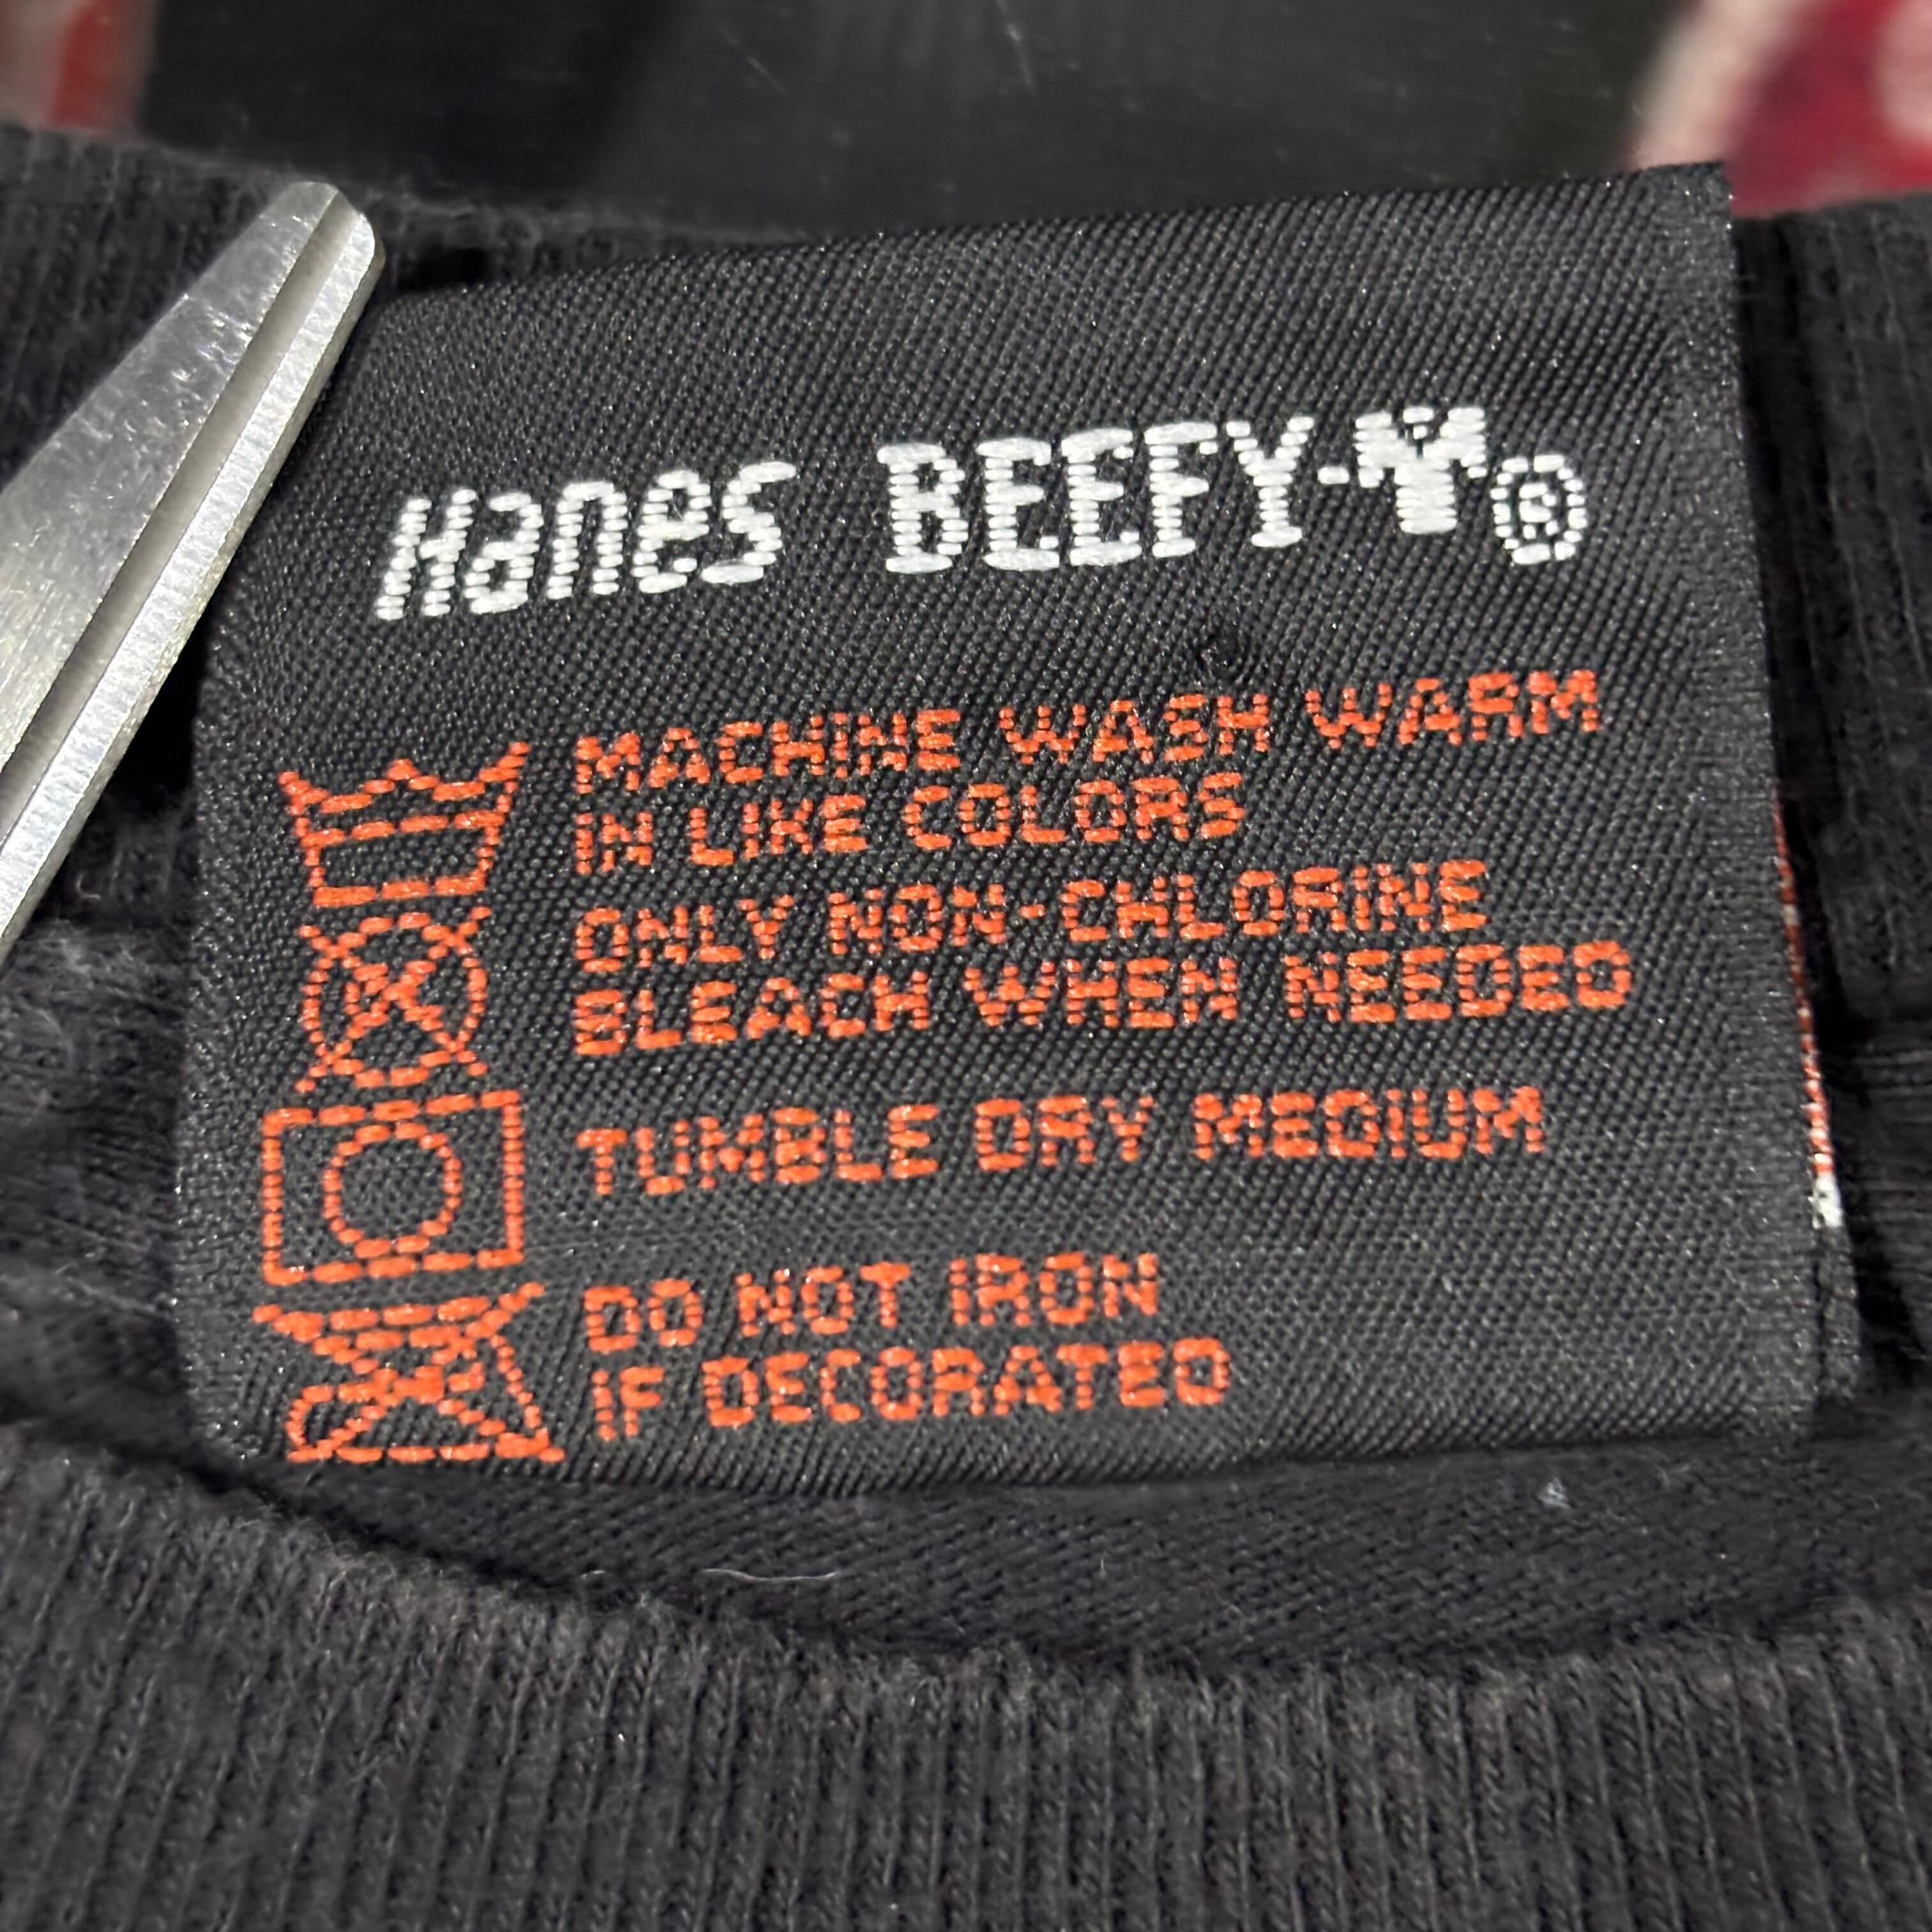 Hanes BEEFY-T®
MACHINE WASH WARM
IN LIKE COLORS
ONLY NON-CHLORINE
BLEACH WHEN NEEDED
TUMBLE DRY MEDIUM
DO NOT IRON
IF DECORATED